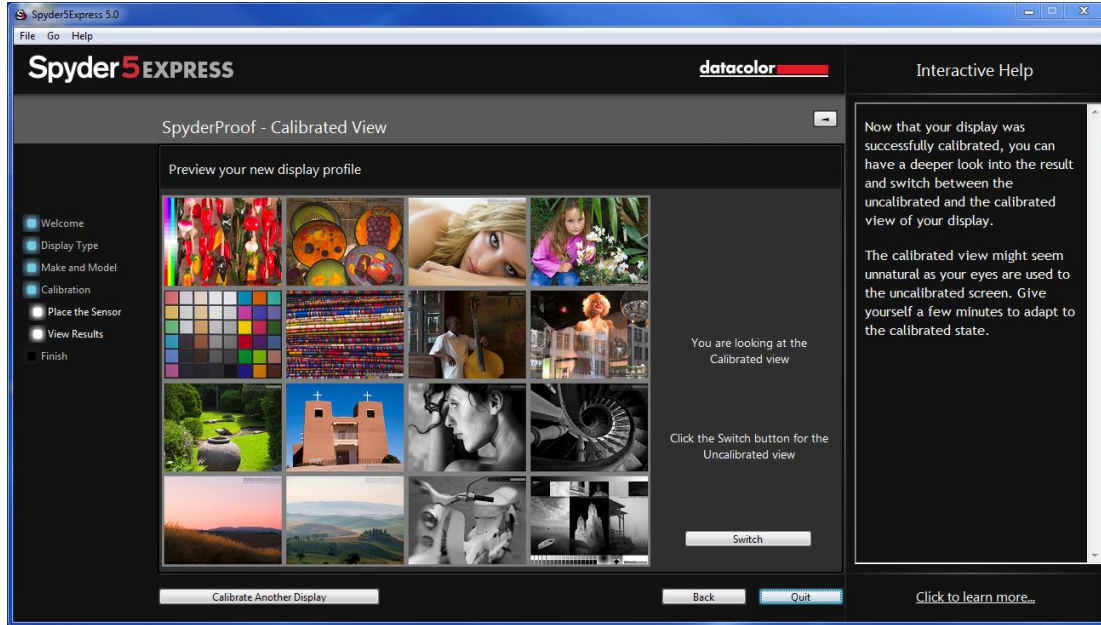 Spyder5Express 5.0
File Go Help
Spyder5EXPRESS
datacolor
Interactive Help
SpyderProof - Calibrated View
Preview your new display profile
Welcome
Display Type
Make and Model
Calibration
Place the Sensor
View Results
Finish
You are looking at the
Calibrated view
Click the Switch button for the
Uncalibrated view
Switch
Now that your display was
successfully calibrated, you can
have a deeper look into the result
and switch between the
uncalibrated and the calibrated
view of your display.
The calibrated view might seem
unnatural as your eyes are used to
the uncalibrated screen. Give
yourself a few minutes to adapt to
the calibrated state.
Calibrate Another Display
Back
Quit
Click to learn more...